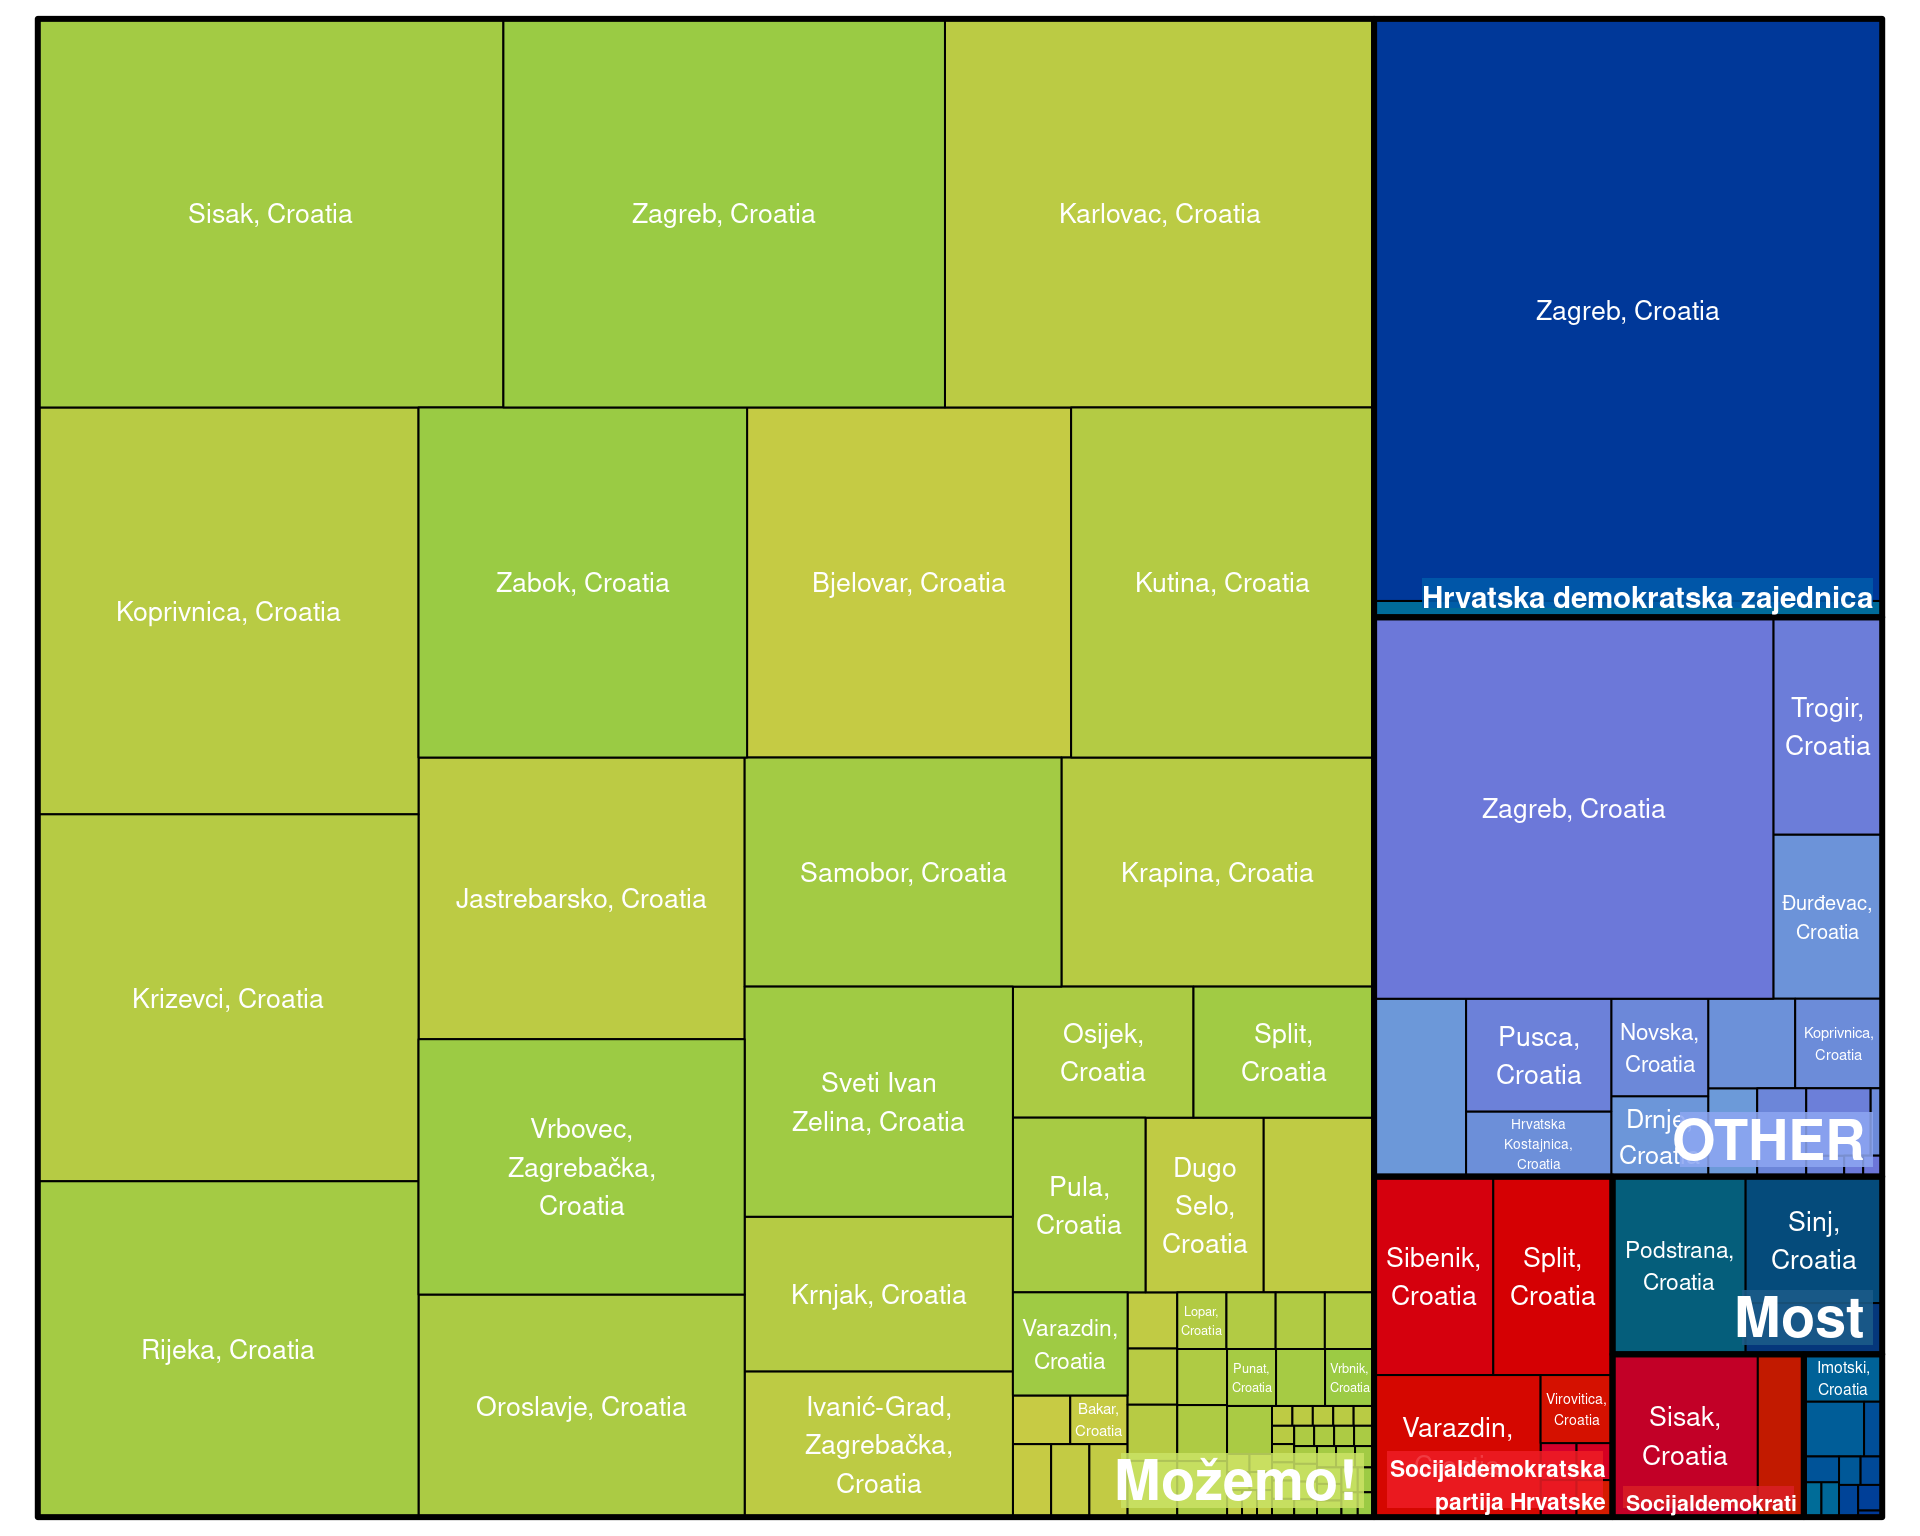 Sisak, Croatia
Zagreb, Croatia
Karlovac, Croatia
Koprivnica, Croatia
Zabok, Croatia
Bjelovar, Croatia
Kutina, Croatia
Krizevci, Croatia
Jastrebarsko, Croatia
Samobor, Croatia
Krapina, Croatia
Rijeka, Croatia
Vrbovec,
Zagrebačka,
Croatia
Oroslavje, Croatia
Sveti Ivan
Zelina, Croatia
Krnjak, Croatia
Ivanić-Grad,
Zagrebačka,
Croatia
Osijek,
Croatia
Split,
Croatia
Pula,
Croatia
Dugo
Selo,
Croatia
Varazdin,
Croatia
Lopar,
Croatia
Punat,
Croatia
Vrbnik,
Croatia
Bakar,
Croatia
Možemo!
Zagreb, Croatia
Hrvatska demokratska zajednica
Zagreb, Croatia
Trogir,
Croatia
Đurđevac,
Croatia
Pusca,
Croatia
Novska,
Croatia
Koprivnica,
Croatia
Hrvatska
Kostajnica,
Croatia
Drnje,
Croatia
OTHER
Sibenik,
Croatia
Split,
Croatia
Varazdin,
Croatia
Virovitica,
Croatia
Socijaldemokratska
partija Hrvatske
Podstrana,
Croatia
Sinj,
Croatia
Most
Sisak,
Croatia
Socijaldemokrati
Imotski,
Croatia